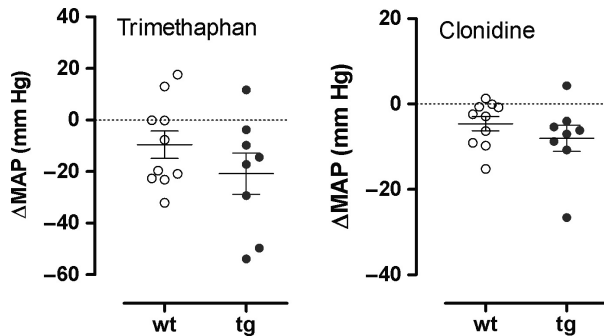 Trimethaphan
ΔMAP (mm Hg)
40
20
0
−20
−40
−60
wt
tg
Clonidine
ΔMAP (mm Hg)
20
0
−20
−40
wt
tg